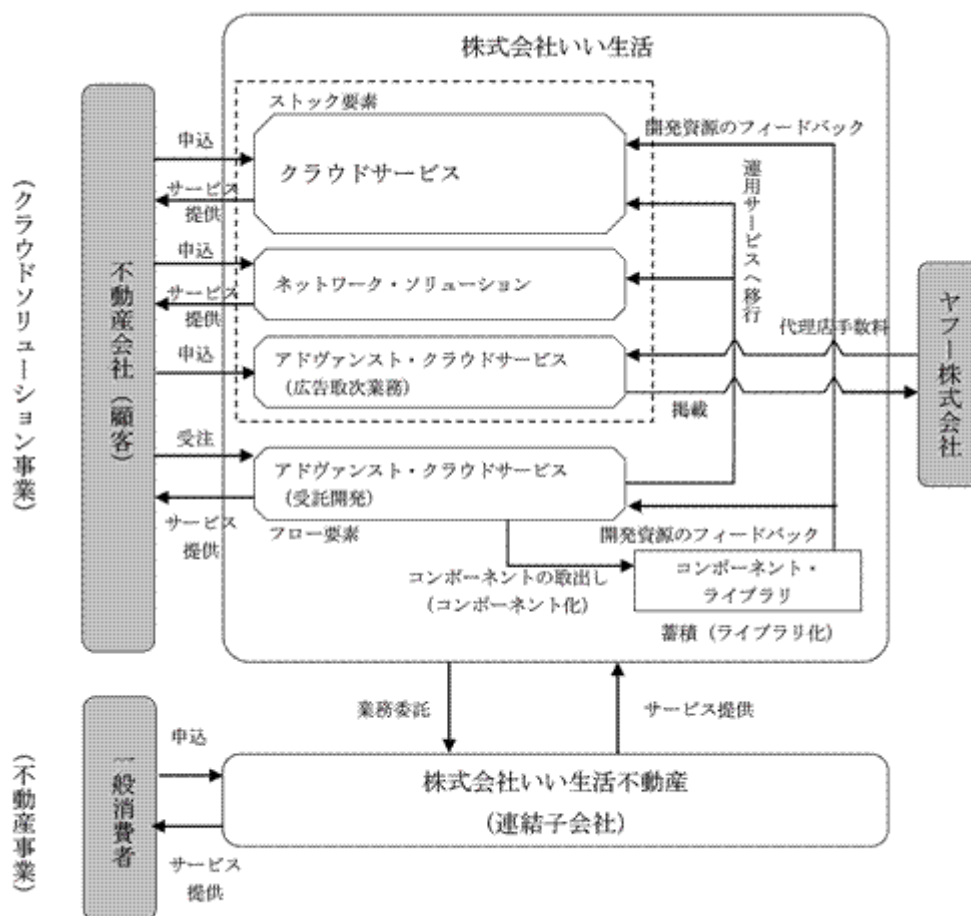 株式会社いい生活
ストック要素
申込
クラウドサービス
開発資源のフィードバック
サービス
提供
運用サービスへ移行
申込
ネットワーク・ソリューション
サービス
提供
申込
アドヴァンスト・クラウドサービス
(広告取次業務)
代理店手数料
掲載
ヤフー株式会社
受注
アドヴァンスト・クラウドサービス
(受託開発)
サービス
提供
フロー要素
開発資源のフィードバック
コンポーネントの取出し
(コンポーネント化)
コンポーネント・
ライブラリ
蓄積(ライブラリ化)
不動産会社(顧客)
(クラウドソリューション事業)
業務委託
サービス提供
申込
株式会社いい生活不動産
(連結子会社)
サービス
提供
一般消費者
(不動産事業)